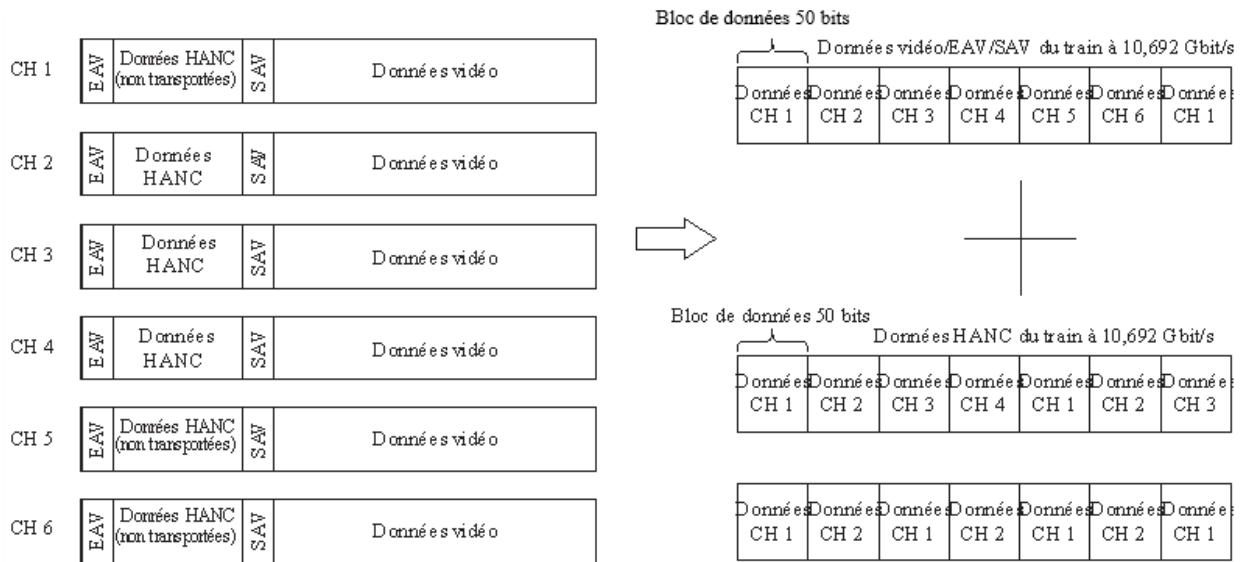 CH 1
EAV
Données HANC
(non transportées)
SAV
Données vidéo
CH 2
EAV
Données
HANC
SAV
Données vidéo
CH 3
EAV
Données
HANC
SAV
Données vidéo
CH 4
EAV
Données
HANC
SAV
Données vidéo
CH 5
EAV
Données HANC
(non transportées)
SAV
Données vidéo
CH 6
EAV
Données HANC
(non transportées)
SAV
Données vidéo
Bloc de données 50 bits
Données vidéo/EAV/SAV du train à 10,692 Gbit/s
Données Données Données Données Données Données Données
CH 1 CH 2 CH 3 CH 4 CH 5 CH 6 CH 1
Bloc de données 50 bits
Données HANC du train à 10,692 Gbit/s
Données Données Données Données Données Données Données
CH 1 CH 2 CH 3 CH 4 CH 1 CH 2 CH 3
Données Données Données Données Données Données Données
CH 1 CH 2 CH 1 CH 2 CH 1 CH 2 CH 1